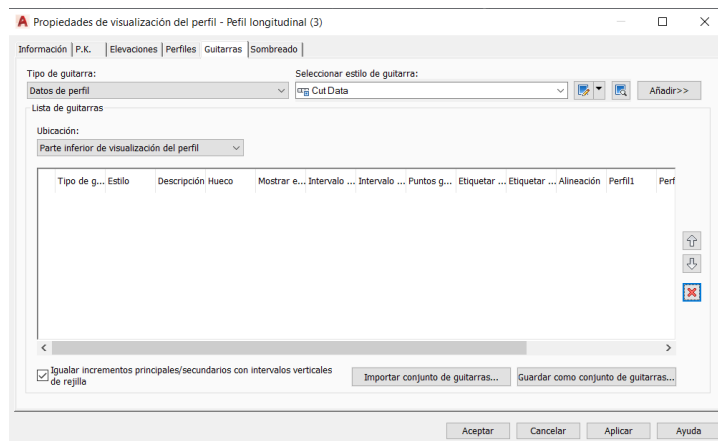 Propiedades de visualización del perfil - Pefil longitudinal (3)
Información P.K. Elevaciones Perfiles Guitarras Sombreado
Tipo de guitarra: Seleccionar estilo de guitarra:
Datos de perfil Cut Data Añadir>>
Lista de guitarras
Ubicación:
Parte inferior de visualización del perfil
Tipo de g... Estilo Descripción Hueco Mostrar e... Intervalo ... Intervalo ... Puntos g... Etiquetar ... Etiquetar ... Alineación Perfil1 Perf
Igualar incrementos principales/secundarios con intervalos verticales
de rejilla
Importar conjunto de guitarras... Guardar como conjunto de guitarras...
Aceptar Cancelar Aplicar Ayuda